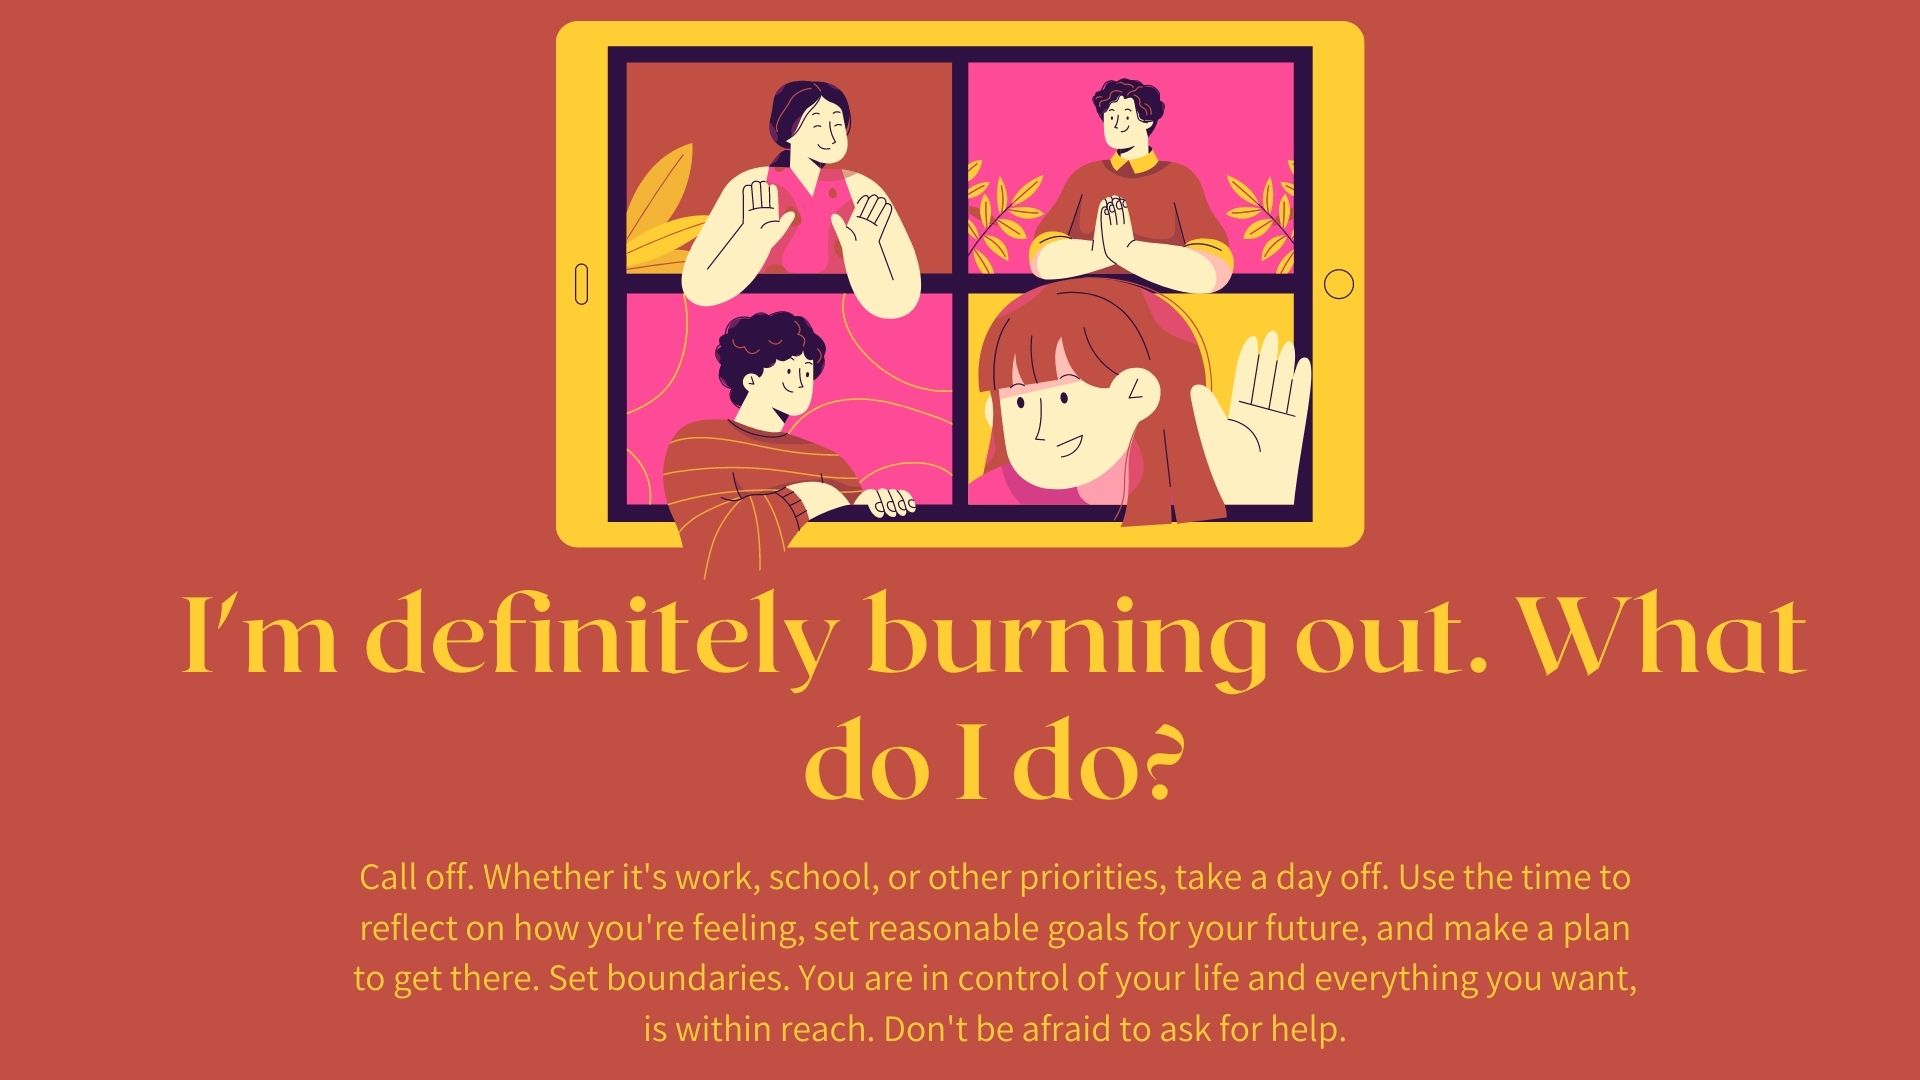 I'm definitely burning out. What
do I do?
Call off. Whether it's work, school, or other priorities, take a day off. Use the time to
reflect on how you're feeling, set reasonable goals for your future, and make a plan
to get there. Set boundaries. You are in control of your life and everything you want,
is within reach. Don't be afraid to ask for help.